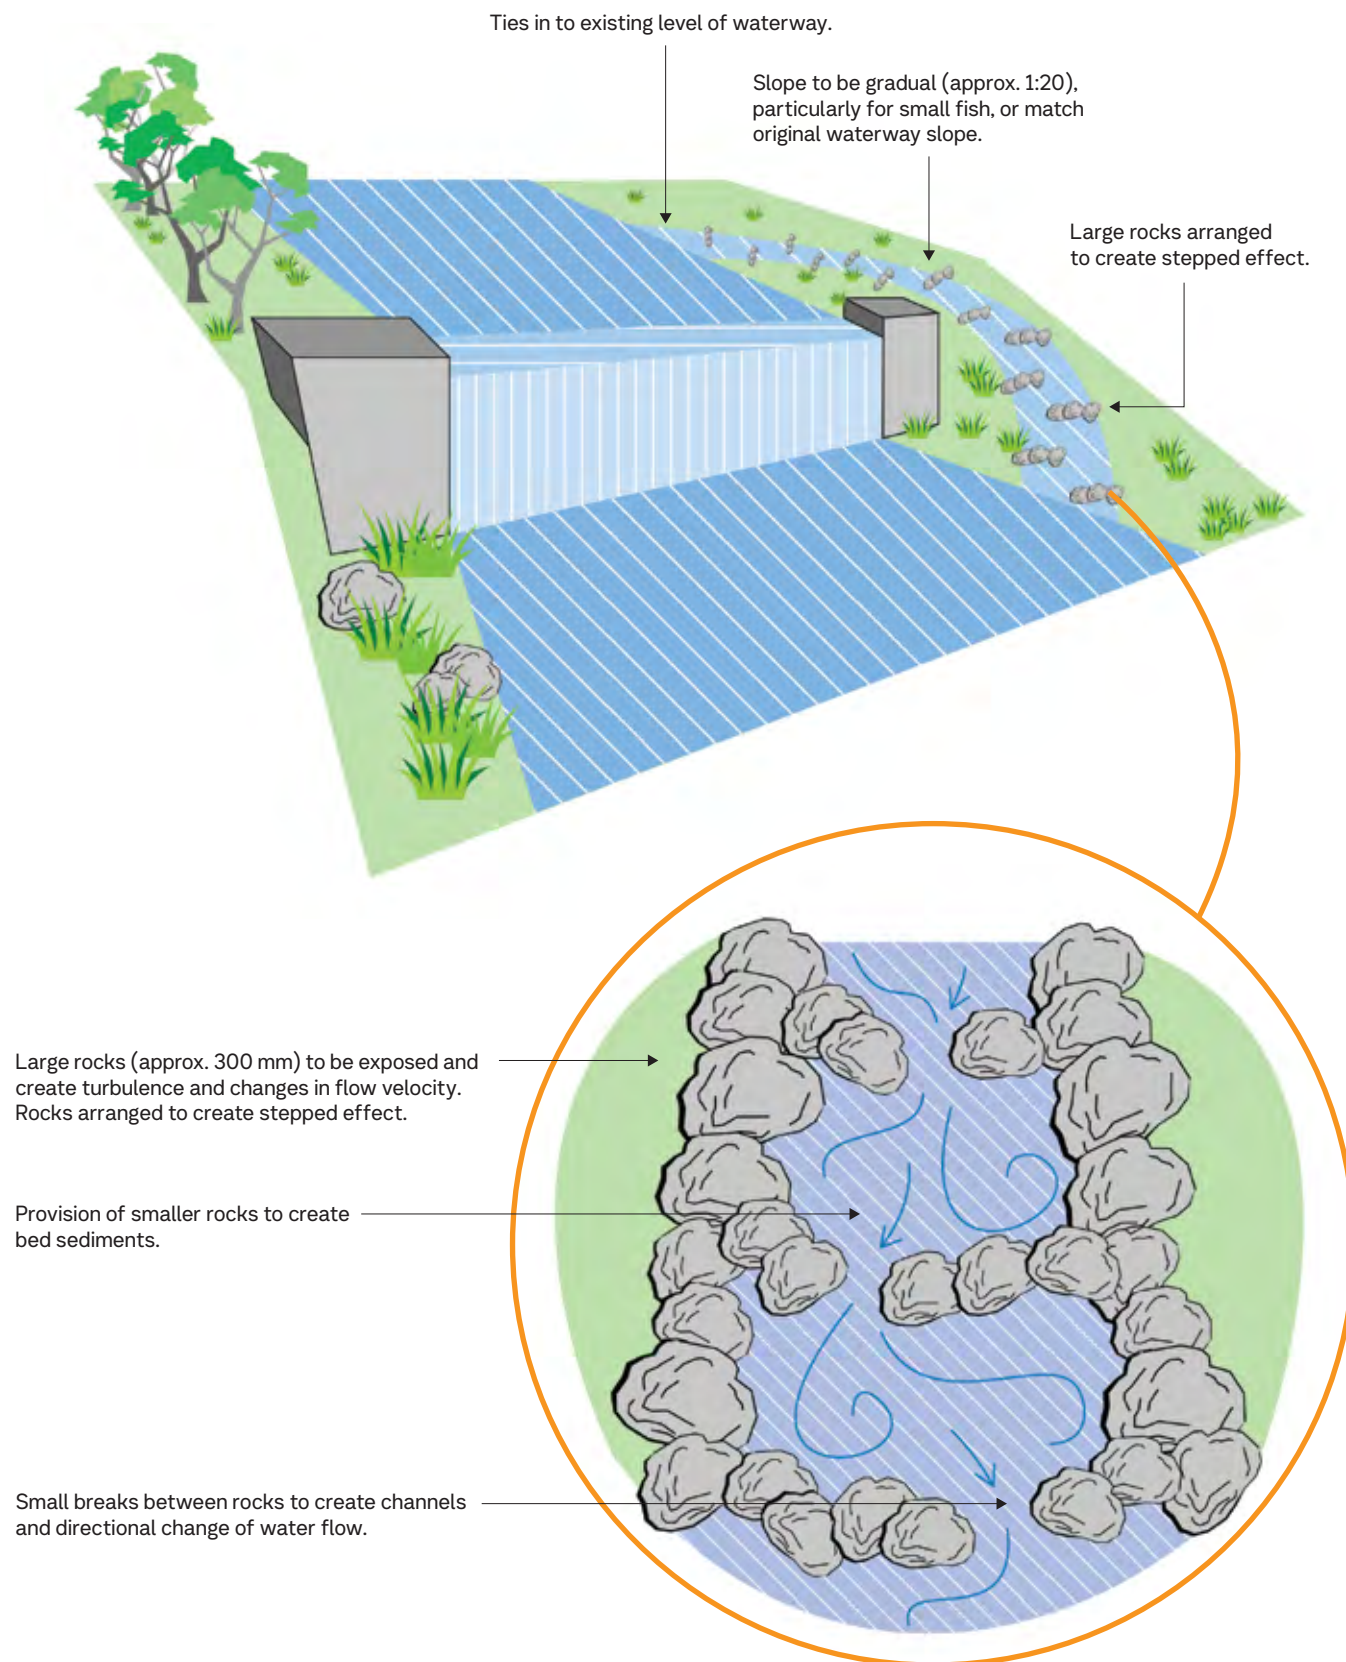 Ties in to existing level of waterway.
Slope to be gradual (approx. 1:20),
particularly for small fish, or match
original waterway slope.
Large rocks arranged
to create stepped effect.
Large rocks (approx. 300 mm) to be exposed and
create turbulence and changes in flow velocity.
Rocks arranged to create stepped effect.
Provision of smaller rocks to create
bed sediments.
Small breaks between rocks to create channels
and directional change of water flow.